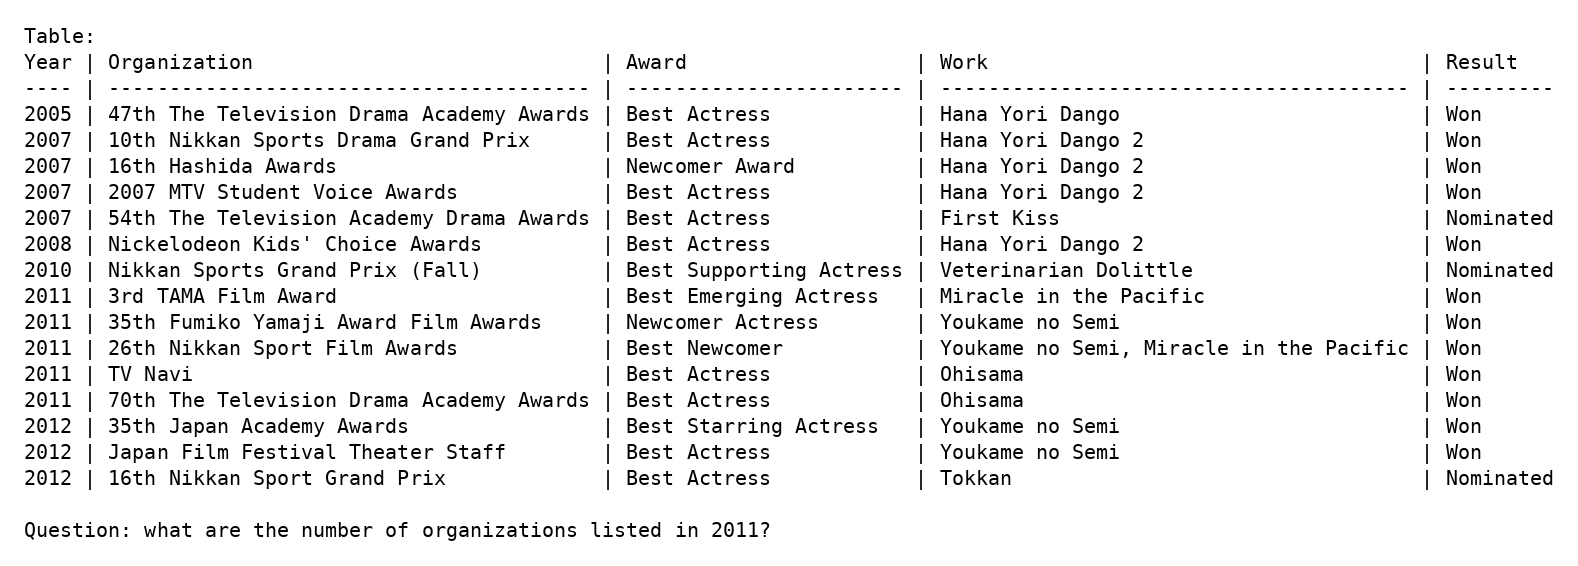 Table:
Year | Organization                             | Award                   | Work                                    | Result
---- | ---------------------------------------- | ----------------------- | --------------------------------------- | ---------
2005 | 47th The Television Drama Academy Awards | Best Actress            | Hana Yori Dango                         | Won
2007 | 10th Nikkan Sports Drama Grand Prix      | Best Actress            | Hana Yori Dango 2                       | Won
2007 | 16th Hashida Awards                      | Newcomer Award          | Hana Yori Dango 2                       | Won
2007 | 2007 MTV Student Voice Awards            | Best Actress            | Hana Yori Dango 2                       | Won
2007 | 54th The Television Academy Drama Awards | Best Actress            | First Kiss                              | Nominated
2008 | Nickelodeon Kids' Choice Awards          | Best Actress            | Hana Yori Dango 2                       | Won
2010 | Nikkan Sports Grand Prix (Fall)          | Best Supporting Actress | Veterinarian Dolittle                   | Nominated
2011 | 3rd TAMA Film Award                      | Best Emerging Actress   | Miracle in the Pacific                  | Won
2011 | 35th Fumiko Yamaji Award Film Awards     | Newcomer Actress        | Youkame no Semi                         | Won
2011 | 26th Nikkan Sport Film Awards            | Best Newcomer           | Youkame no Semi, Miracle in the Pacific | Won
2011 | TV Navi                                  | Best Actress            | Ohisama                                 | Won
2011 | 70th The Television Drama Academy Awards | Best Actress            | Ohisama                                 | Won
2012 | 35th Japan Academy Awards                | Best Starring Actress   | Youkame no Semi                         | Won
2012 | Japan Film Festival Theater Staff        | Best Actress            | Youkame no Semi                         | Won
2012 | 16th Nikkan Sport Grand Prix             | Best Actress            | Tokkan                                  | Nominated
Question: what are the number of organizations listed in 2011?